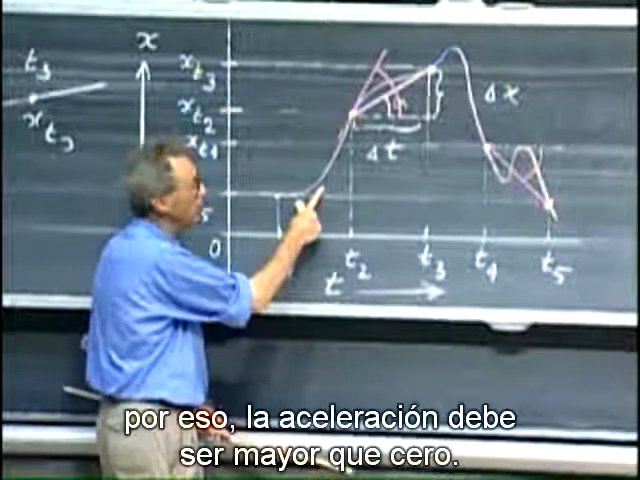 t3
xt3
x
xt3
xt2
xt1
5
0
Δx
Δt
t2
t3
t4
t5
t
por eso, la aceleración debe
ser mayor que cero.